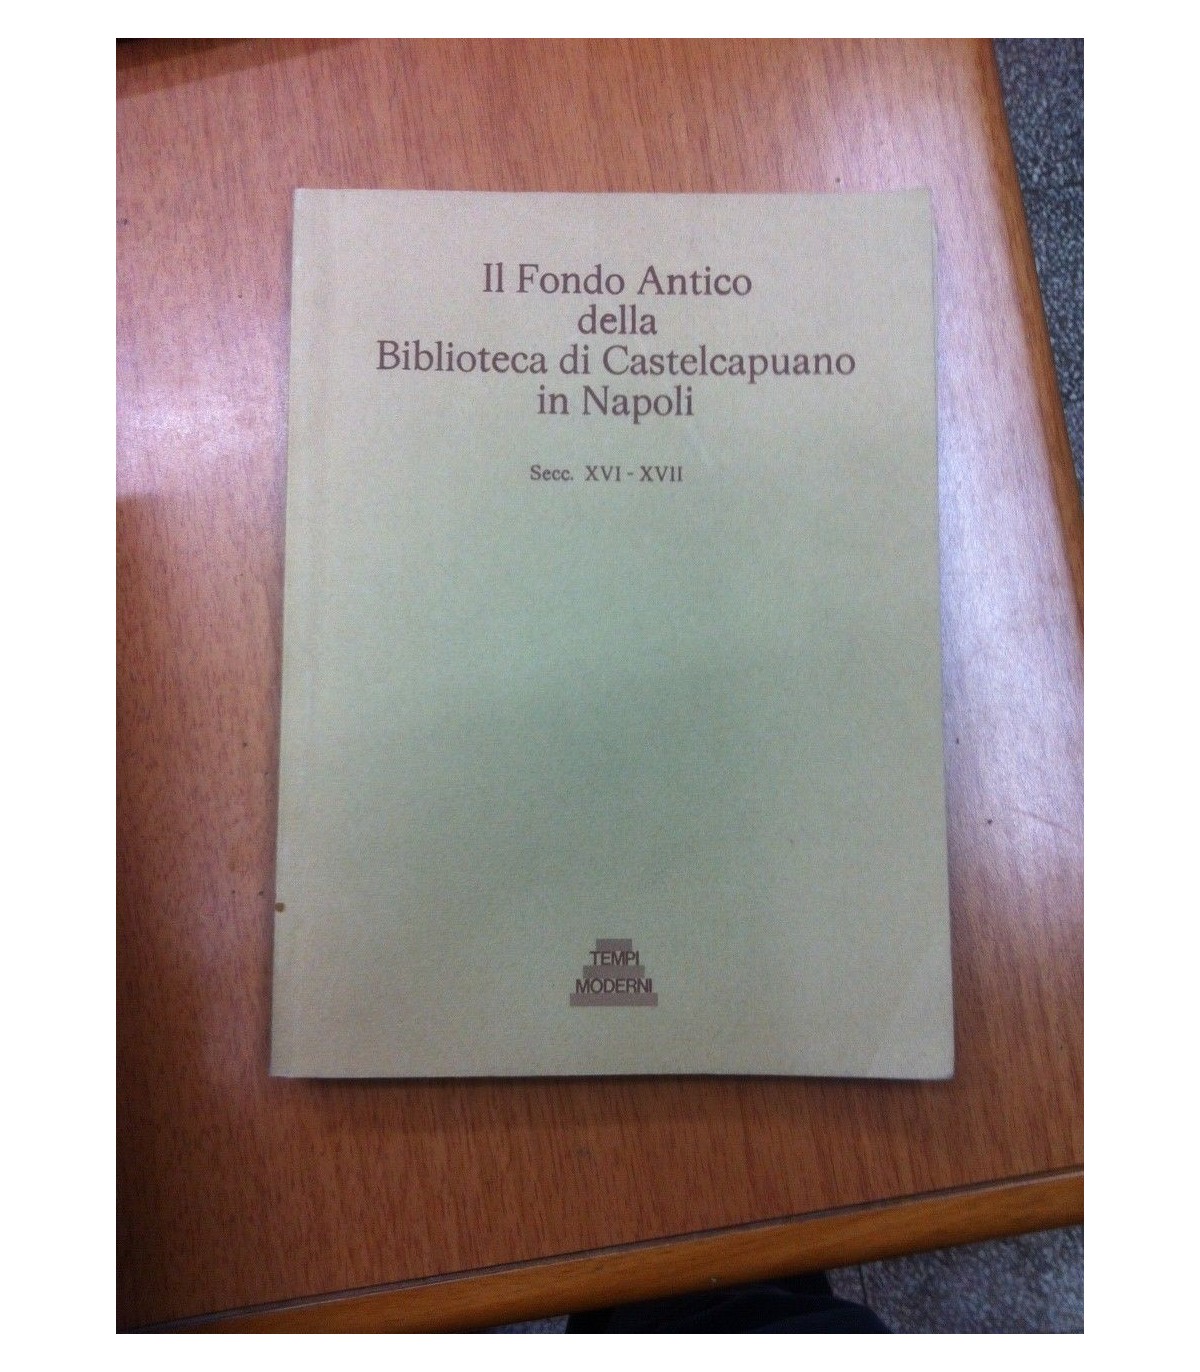 Il Fondo Antico
della
Biblioteca di Castelcapuano
in Napoli
Secc. XVI - XVII
TEMPI
MODERNI